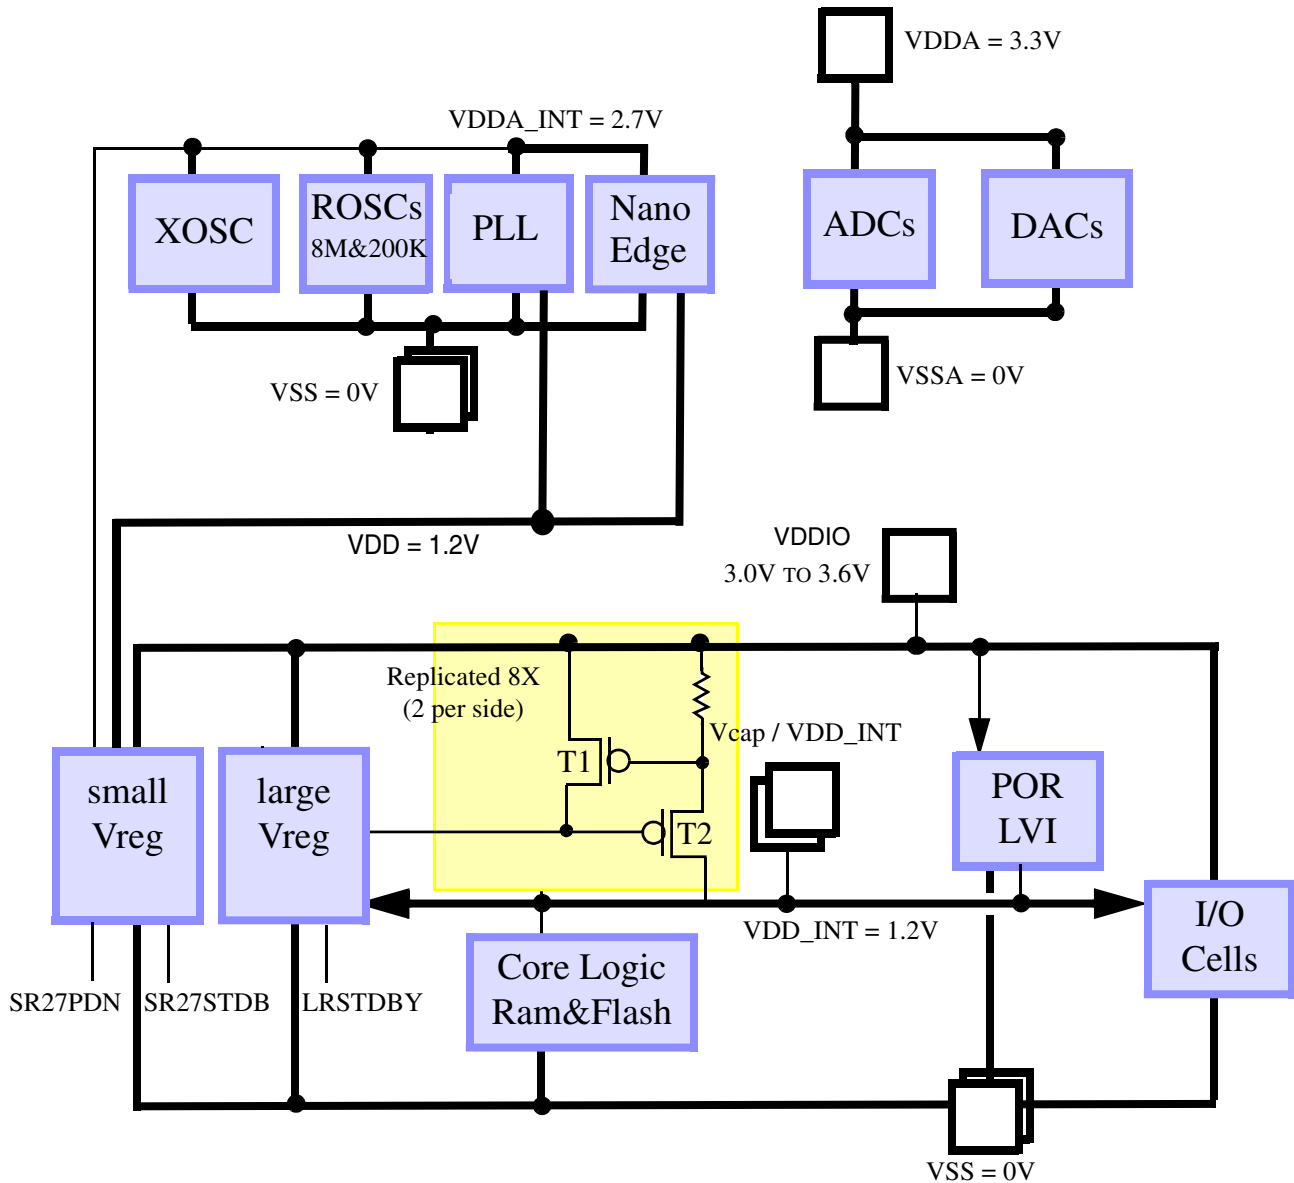 VDDA = 3.3V
VDDA_INT = 2.7V
XOSC
ROSCs
8M&200K
PLL
Nano
Edge
ADCs
DACs
VSS = 0V
VSSA = 0V
VDD = 1.2V
VDDIO
3.0V TO 3.6V
Replicated 8X
(2 per side)
Vcap / VDD_INT
T1
T2
small
Vreg
large
Vreg
POR
LVI
VDD_INT = 1.2V
I/O
Cells
Core Logic
Ram&Flash
SR27PDN
SR27STDB
LRSTDBY
VSS = 0V